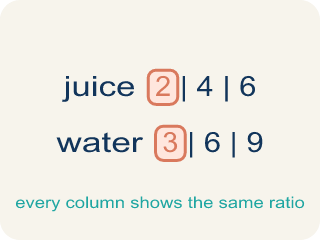 juice 2 | 4 | 6
water 3 | 6 | 9
every column shows the same ratio